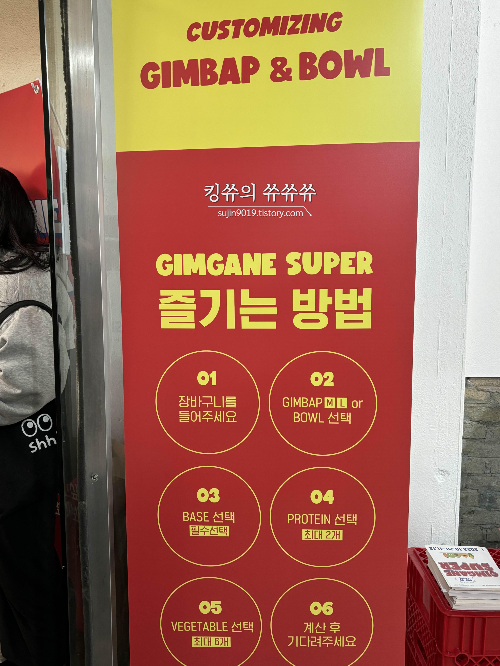 CUSTOMIZING
GIMBAP & BOWL
킹쓔의 쓔쓔쓔
sujin9019.tistory.com
GIMGANE SUPER
즐기는 방법
01
장바구니를
들어주세요
02
GIMBAP M L or
BOWL 선택
03
BASE 선택
필수선택
04
PROTEIN 선택
최대 2개
05
VEGETABLE 선택
최대 6개
06
계산 후
기다려주세요
shh
GIMGANE
SUPER